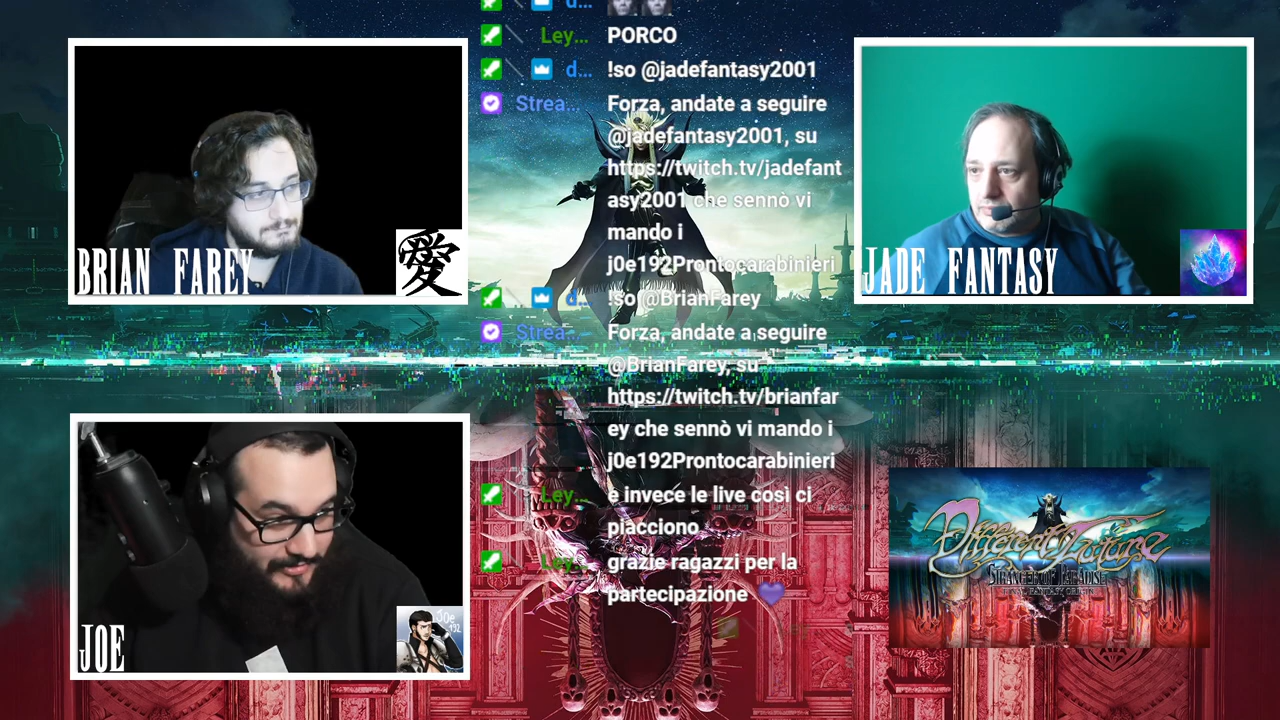 d...
Ley...
PORCO
d...
!so @jadefantasy2001
Strea...
Forza, andate a seguire
@jadefantasy2001, su
https://twitch.tv/jadefant
asy2001 che sennò vi
mando i
j0e192Prontocarabinieri
d...
!so @BrianFarey
Strea...
Forza, andate a seguire
@BrianFarey, su
https://twitch.tv/brianfar
ey che sennò vi mando i
j0e192Prontocarabinieri
Ley...
e invece le live così ci
piacciono
Ley...
grazie ragazzi per la
partecipazione 💜
BRIAN FAREY
愛
JADE FANTASY
JOE
J0e
192
Different Future
STRANGER OF PARADISE
FINAL FANTASY ORIGIN